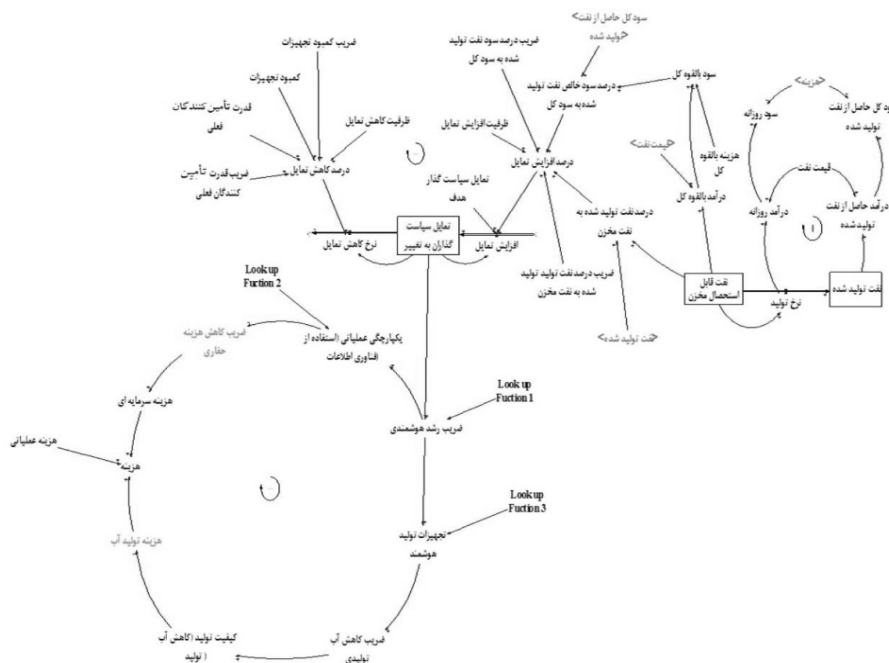 ضریب کمبود تجهیزات
کمبود تجهیزات
قدرت تأمین کنندگان
فعلی
ظرفیت کاهش تمایل
ضریب قدرت تأمین
کنندگان فعلی
درصد کاهش تمایل
نرخ کاهش تمایل
تمایل سیاست
گذاران به تغییر
افزایش تمایل
تمایل سیاست گذار
هدف
ضریب درصد سود نفت تولید
شده به سود کل
<سود کل حاصل از نفت
تولید شده>
درصد سود خالص نفت تولید
شده به سود کل
ظرفیت افزایش تمایل
درصد افزایش تمایل
درصد نفت تولید شده به
نفت مخزن
ضریب درصد نفت تولید تولید
شده به نفت مخزن
<نفت تولید شده>
سود بالقوه کل
<قیمت نفت>
هزینه بالقوه
کل
درآمد بالقوه کل
<هزینه>
سود روزانه
سود کل حاصل از نفت
تولید شده
قیمت نفت
درآمد روزانه
درآمد حاصل از نفت
تولید شده
نفت قابل
استحصال مخزن
نرخ تولید
نفت تولید شده
Look up
Fuction 2
یکپارچگی عملیاتی (استفاده از
فناوری اطلاعات)
ضریب کاهش هزینه
حفاری
هزینه سرمایه ای
هزینه عملیاتی
هزینه
هزینه تولید آب
کیفیت تولید (کاهش آب
تولید)
ضریب کاهش آب
تولیدی
Look up
Fuction 1
ضریب رشد هوشمندی
Look up
Fuction 3
تجهیزات تولید
هوشمند